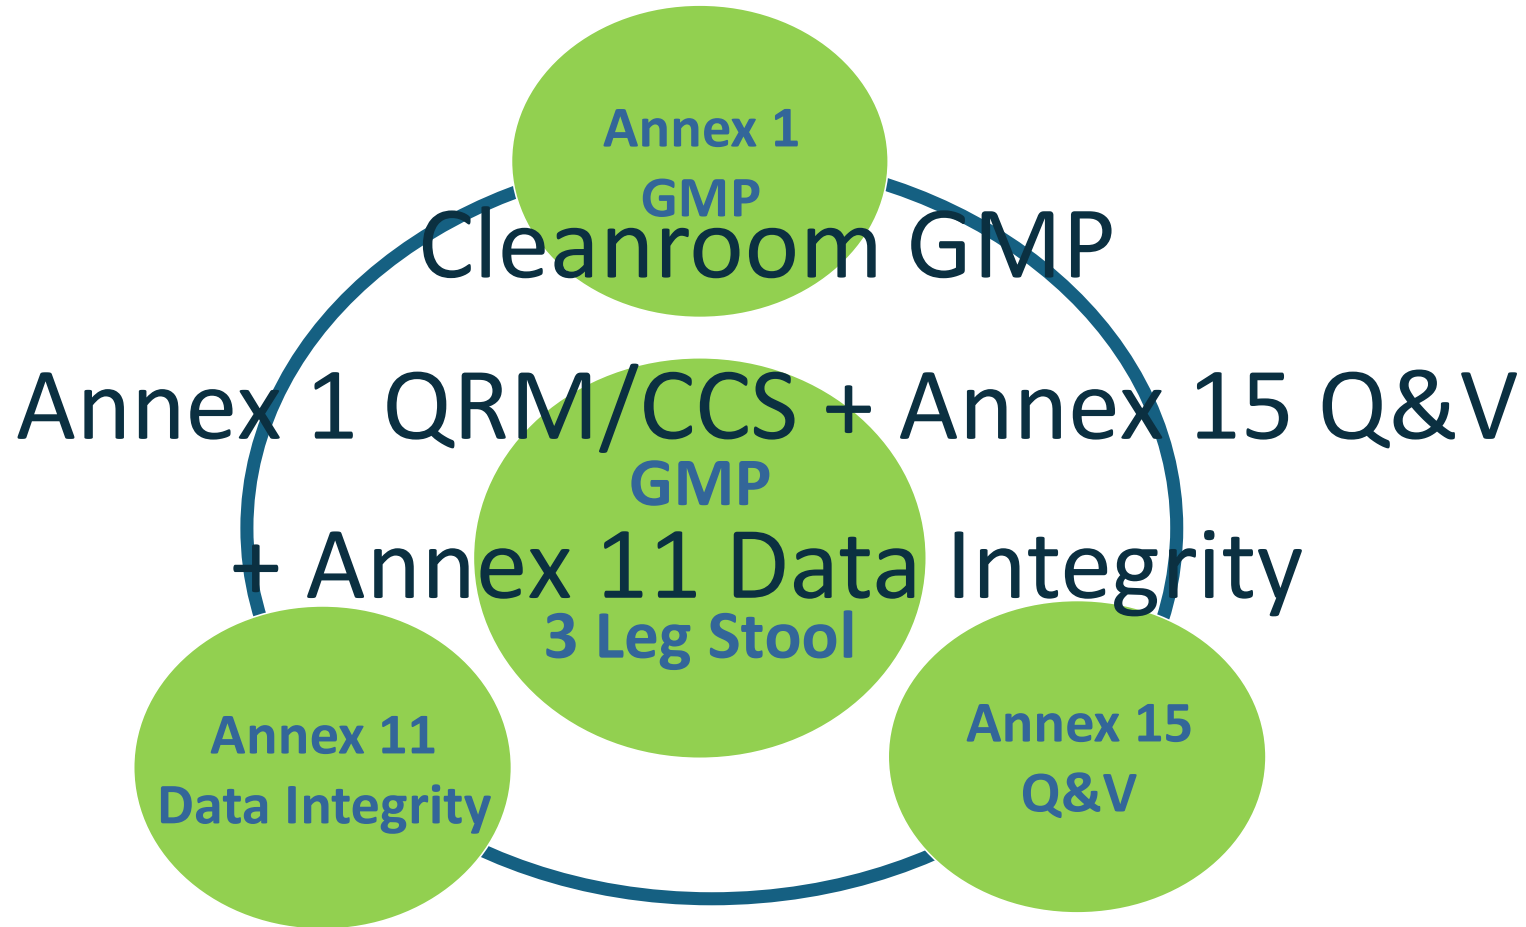 Annex 1
GMP
Cleanroom GMP
Annex 1 QRM/CCS + Annex 15 Q&V
GMP
+ Annex 11 Data Integrity
3 Leg Stool
Annex 11
Data Integrity
Annex 15
Q&V